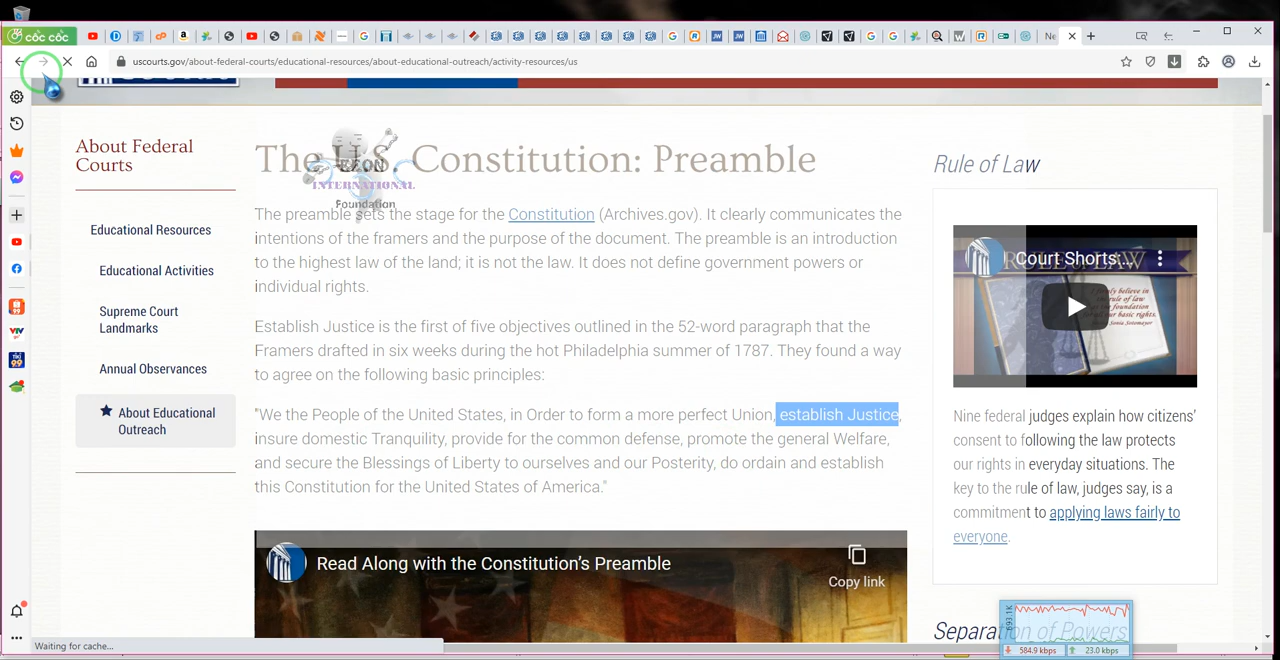 cốc cốc
Ne
uscourts.gov/about-federal-courts/educational-resources/about-educational-outreach/activity-resources/us
About Federal
Courts
Educational Resources
Educational Activities
Supreme Court
Landmarks
Annual Observances
About Educational
Outreach
The U.S. Constitution: Preamble
INTERNATIONAL
Foundation
The preamble sets the stage for the Constitution (Archives.gov). It clearly communicates the
intentions of the framers and the purpose of the document. The preamble is an introduction
to the highest law of the land; it is not the law. It does not define government powers or
individual rights.
Establish Justice is the first of five objectives outlined in the 52-word paragraph that the
Framers drafted in six weeks during the hot Philadelphia summer of 1787. They found a way
to agree on the following basic principles:
"We the People of the United States, in Order to form a more perfect Union, establish Justice,
insure domestic Tranquility, provide for the common defense, promote the general Welfare,
and secure the Blessings of Liberty to ourselves and our Posterity, do ordain and establish
this Constitution for the United States of America."
Read Along with the Constitution's Preamble
Copy link
Rule of Law
Court Shorts...
Nine federal judges explain how citizens'
consent to following the law protects
our rights in everyday situations. The
key to the rule of law, judges say, is a
commitment to applying laws fairly to
everyone.
Separation of Powers
693.1K
584.9 kbps
23.0 kbps
Waiting for cache...